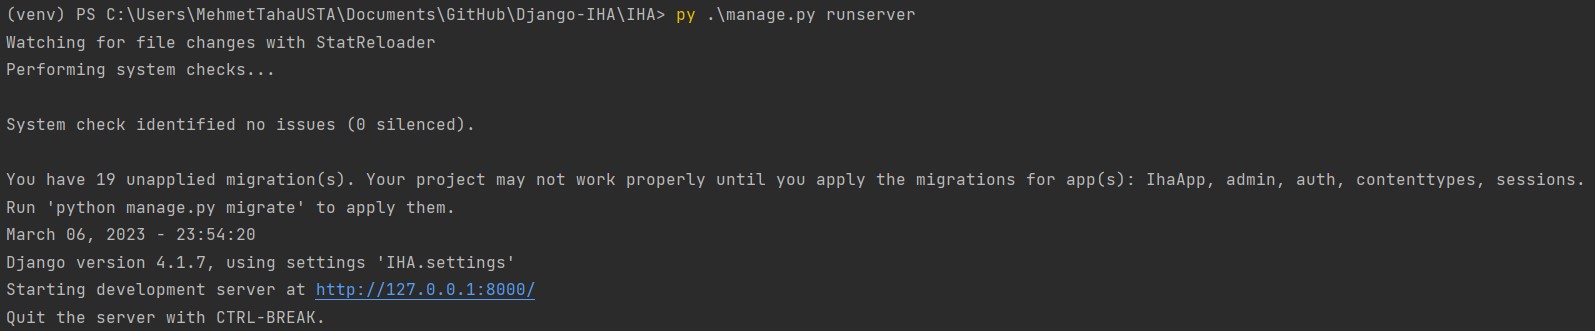 (venv) PS C:\Users\MehmetTahaUSTA\Documents\GitHub\Django-IHA\IHA> py .\manage.py runserver
Watching for file changes with StatReloader
Performing system checks...
System check identified no issues (0 silenced).
You have 19 unapplied migration(s). Your project may not work properly until you apply the migrations for app(s): IhaApp, admin, auth, contenttypes, sessions.
Run 'python manage.py migrate' to apply them.
March 06, 2023 - 23:54:20
Django version 4.1.7, using settings 'IHA.settings'
Starting development server at http://127.0.0.1:8000/
Quit the server with CTRL-BREAK.